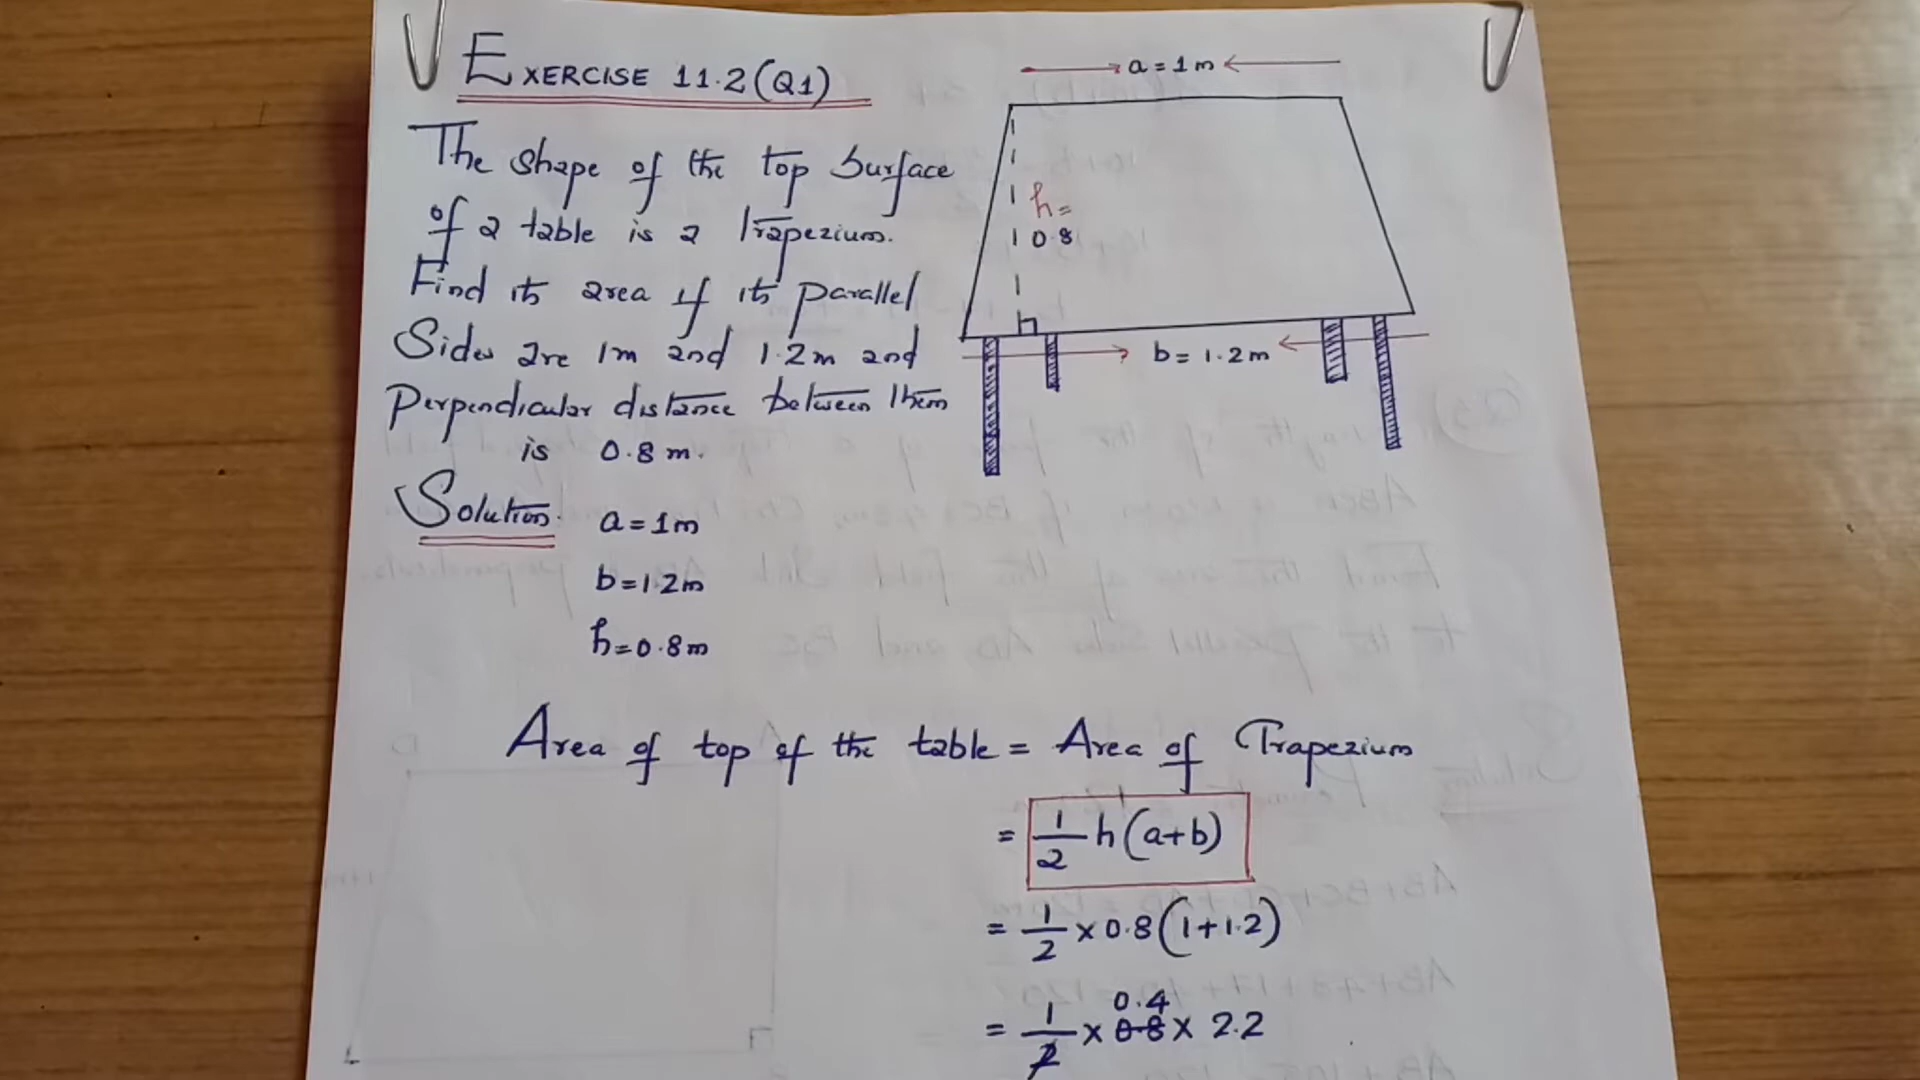 EXERCISE 11.2 (Q1)
The shape of the top Surface
of a table is a Trapezium.
Find its area if its parallel
Sides are 1m and 1.2m and
Perpendicular distance between them
is 0.8 m.
a = 1m
h =
0.8
b = 1.2m
Solution.
a = 1m
b = 1.2m
h = 0.8m
Area of top of the table = Area of Trapezium
= 1/2 h(a+b)
= 1/2 × 0.8 (1+1.2)
0.4
= 1/2 × 0.8 × 2.2